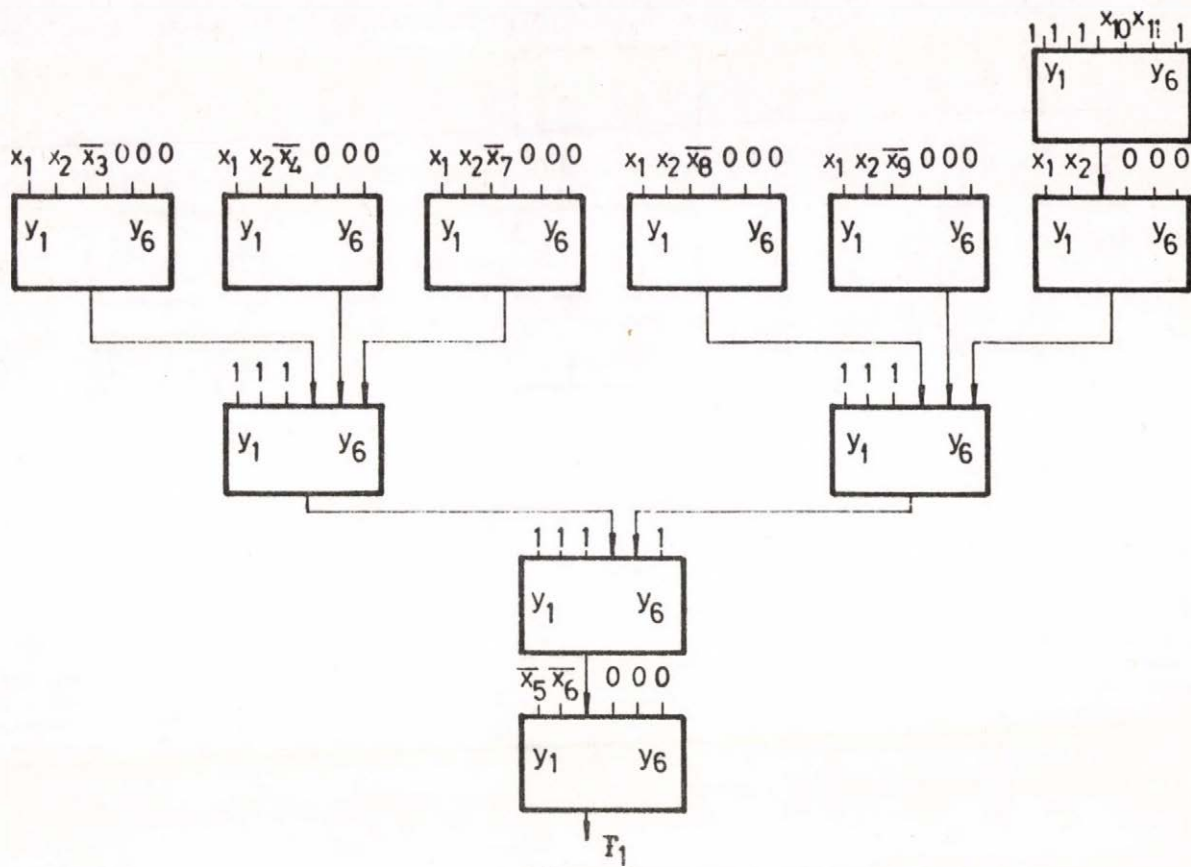 1 1 1 x10 x11 1
y1 y6
x1 x2 x̄3 0 0 0
x1 x2 x̄4 0 0 0
x1 x2 x̄7 0 0 0
x1 x2 x̄8 0 0 0
x1 x2 x̄9 0 0 0
x1 x2 0 0 0
y1 y6
y1 y6
y1 y6
y1 y6
y1 y6
y1 y6
1 1 1
1 1 1
y1 y6
y1 y6
1 1 1 1
y1 y6
x̄5 x̄6 0 0 0
y1 y6
F1